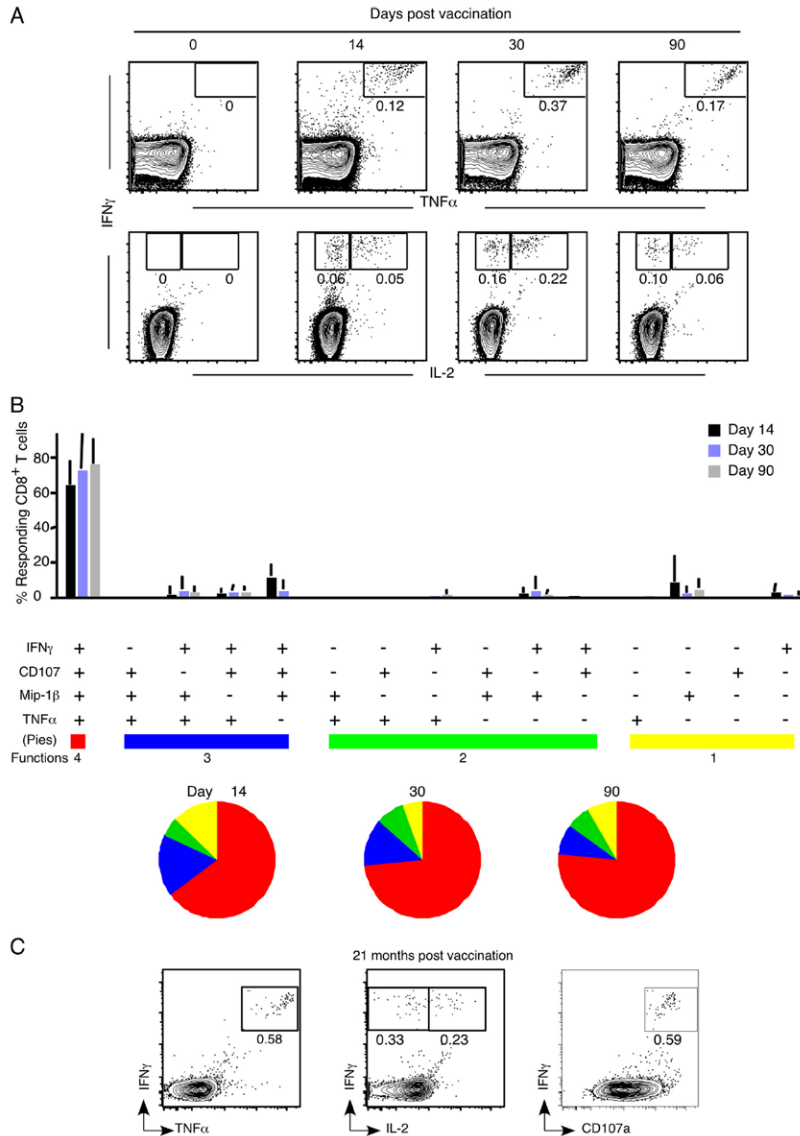 A
Days post vaccination
0 14 30 90
0 0.12 0.37 0.17
IFNγ
TNFα
0 0 0.06 0.05 0.16 0.22 0.10 0.06
IL-2
B
% Responding CD8+ T cells
80
60
40
20
0
Day 14
Day 30
Day 90
IFNγ + - + + + - - + - + + - - - +
CD107 + + - + + - + - + - + - - + -
Mip-1β + + + - + + - - + + - - + - -
TNFα + + + + - + + + - - - + - - -
(Pies)
Functions 4 3 2 1
Day 14 30 90
C
21 months post vaccination
0.58 0.33 0.23 0.59
IFNγ IFNγ IFNγ
TNFα IL-2 CD107a